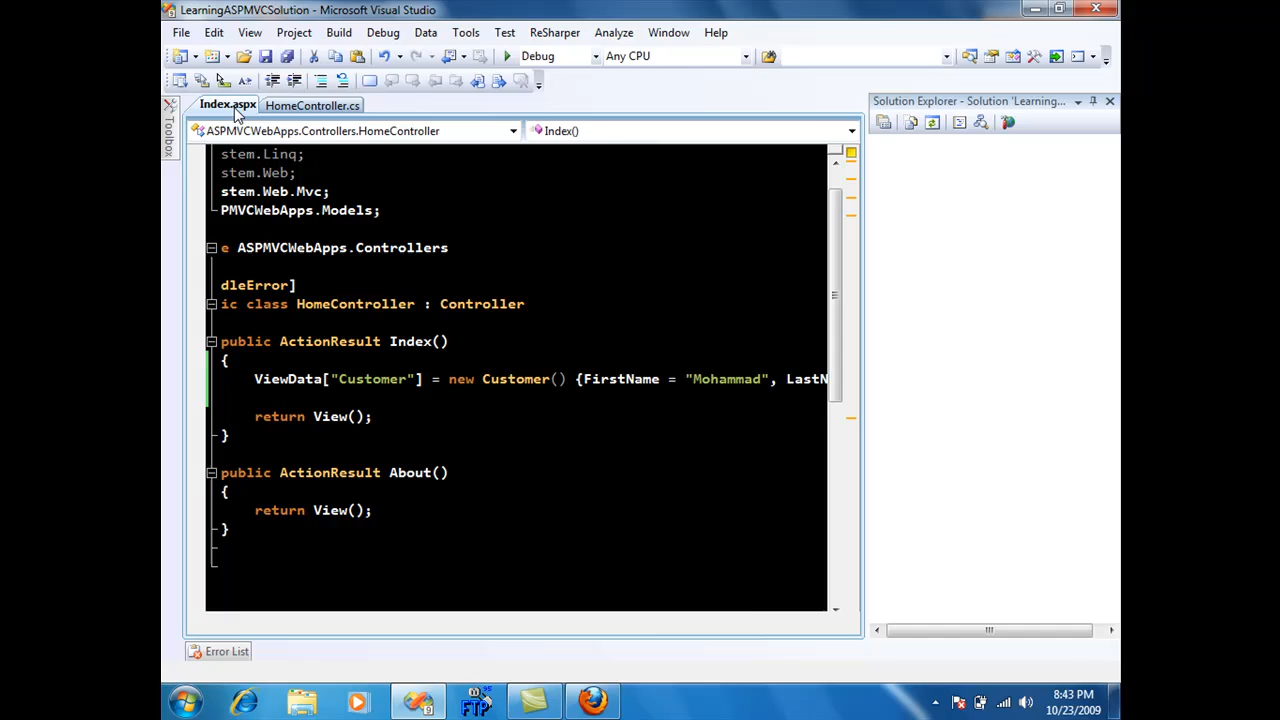 LearningASPMVCSolution - Microsoft Visual Studio
File Edit View Project Build Debug Data Tools Test ReSharper Analyze Window Help
Debug Any CPU
Index.aspx HomeController.cs
Solution Explorer - Solution 'Learning...
Toolbox
ASPMVCWebApps.Controllers.HomeController Index()
stem.Linq;
stem.Web;
stem.Web.Mvc;
PMVCWebApps.Models;
e ASPMVCWebApps.Controllers
dleError]
ic class HomeController : Controller
public ActionResult Index()
{
ViewData["Customer"] = new Customer() {FirstName = "Mohammad", LastN
return View();
}
public ActionResult About()
{
return View();
}
Error List
FTP
8:43 PM
10/23/2009